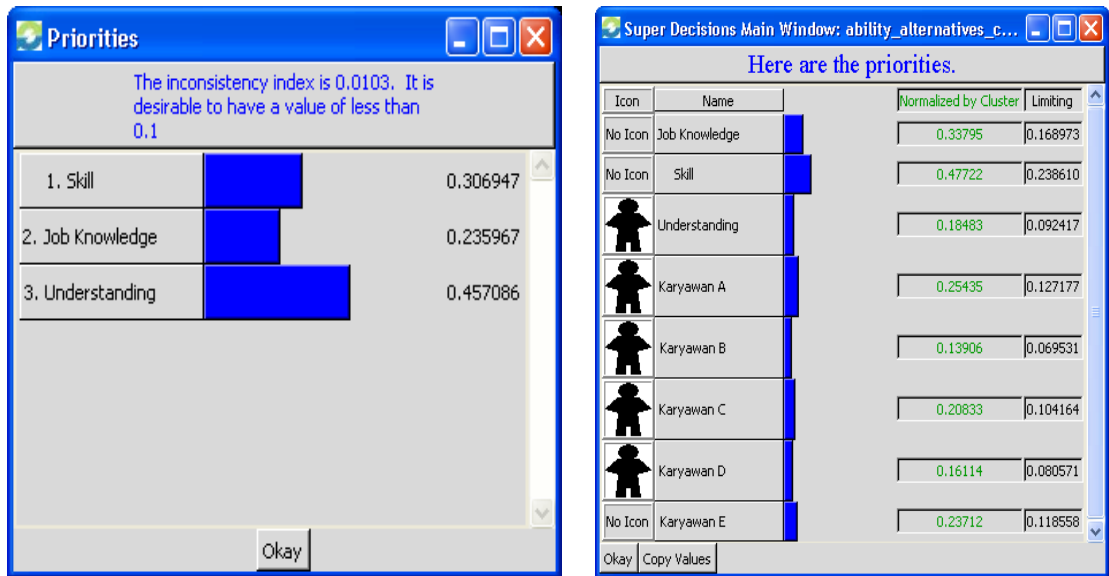 Priorities
The inconsistency index is 0.0103. It is
desirable to have a value of less than
0.1
1. Skill 0.306947
2. Job Knowledge 0.235967
3. Understanding 0.457086
Okay
Super Decisions Main Window: ability_alternatives_c...
Here are the priorities.
Icon Name Normalized by Cluster Limiting
No Icon Job Knowledge 0.33795 0.168973
No Icon Skill 0.47722 0.238610
Understanding 0.18483 0.092417
Karyawan A 0.25435 0.127177
Karyawan B 0.13906 0.069531
Karyawan C 0.20833 0.104164
Karyawan D 0.16114 0.080571
No Icon Karyawan E 0.23712 0.118558
Okay Copy Values